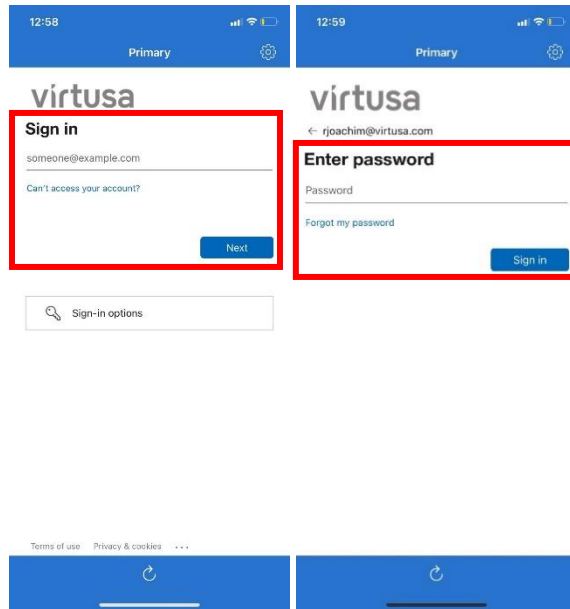 12:58
Primary
virtusa
Sign in
someone@example.com
Can't access your account?
Next
Sign-in options
Terms of use Privacy & cookies ...
12:59
Primary
virtusa
← rjoachim@virtusa.com
Enter password
Password
Forgot my password
Sign in